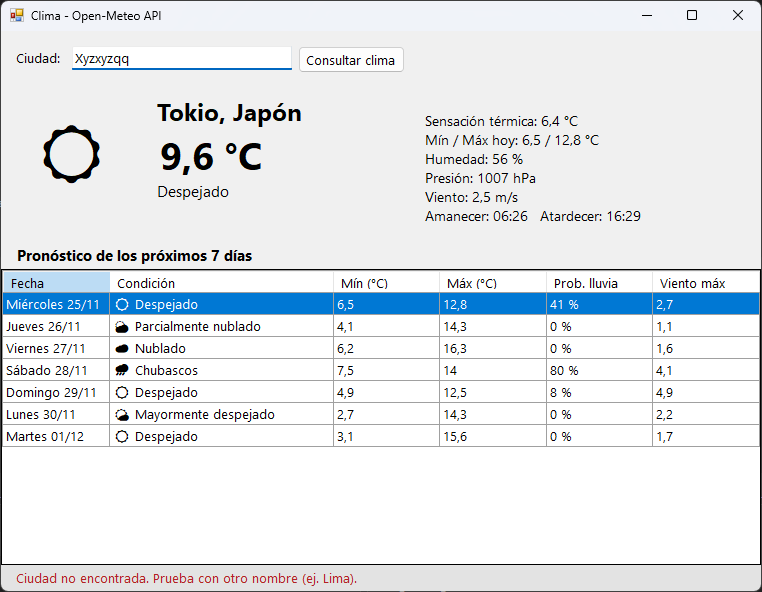 Clima - Open-Meteo API
Ciudad: Xyzxyzqq Consultar clima
Tokio, Japón
9,6 °C
Despejado
Sensación térmica: 6,4 °C
Mín / Máx hoy: 6,5 / 12,8 °C
Humedad: 56 %
Presión: 1007 hPa
Viento: 2,5 m/s
Amanecer: 06:26 Atardecer: 16:29
Pronóstico de los próximos 7 días
Fecha Condición Mín (°C) Máx (°C) Prob. lluvia Viento máx
Miércoles 25/11 Despejado 6,5 12,8 41 % 2,7
Jueves 26/11 Parcialmente nublado 4,1 14,3 0 % 1,1
Viernes 27/11 Nublado 6,2 16,3 0 % 1,6
Sábado 28/11 Chubascos 7,5 14 80 % 4,1
Domingo 29/11 Despejado 4,9 12,5 8 % 4,9
Lunes 30/11 Mayormente despejado 2,7 14,3 0 % 2,2
Martes 01/12 Despejado 3,1 15,6 0 % 1,7
Ciudad no encontrada. Prueba con otro nombre (ej. Lima).